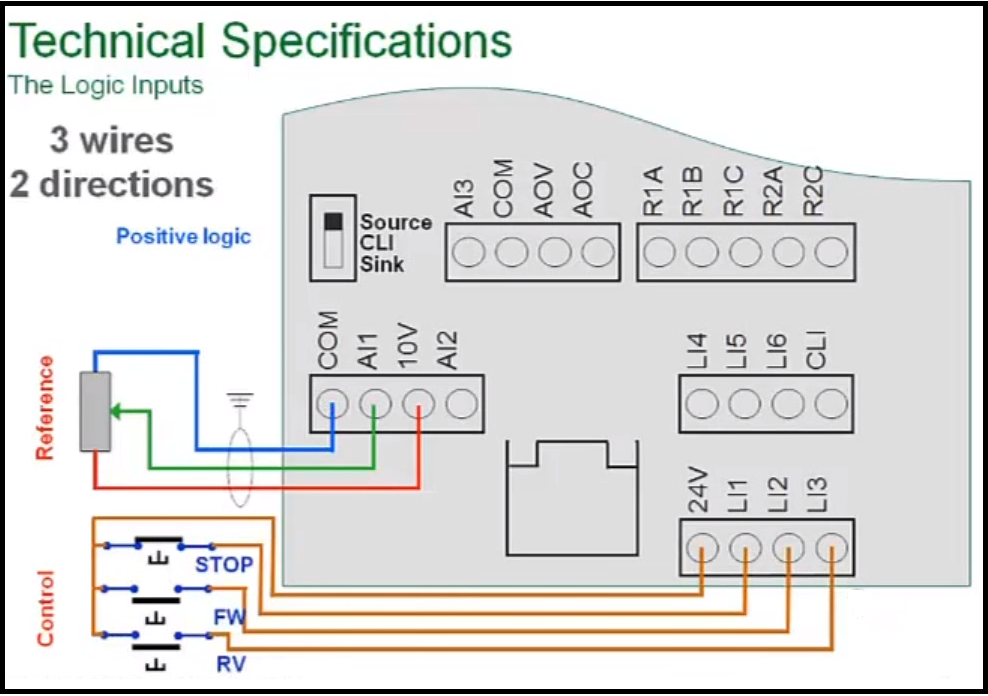 Technical Specifications
The Logic Inputs
3 wires
2 directions
Positive logic
Source
CLI
Sink
AI3 COM AOV AOC
R1A R1B R1C R2A R2C
COM AI1 10V AI2
LI4 LI5 LI6 CLI
Reference
24V LI1 LI2 LI3
Control
STOP
FW
RV